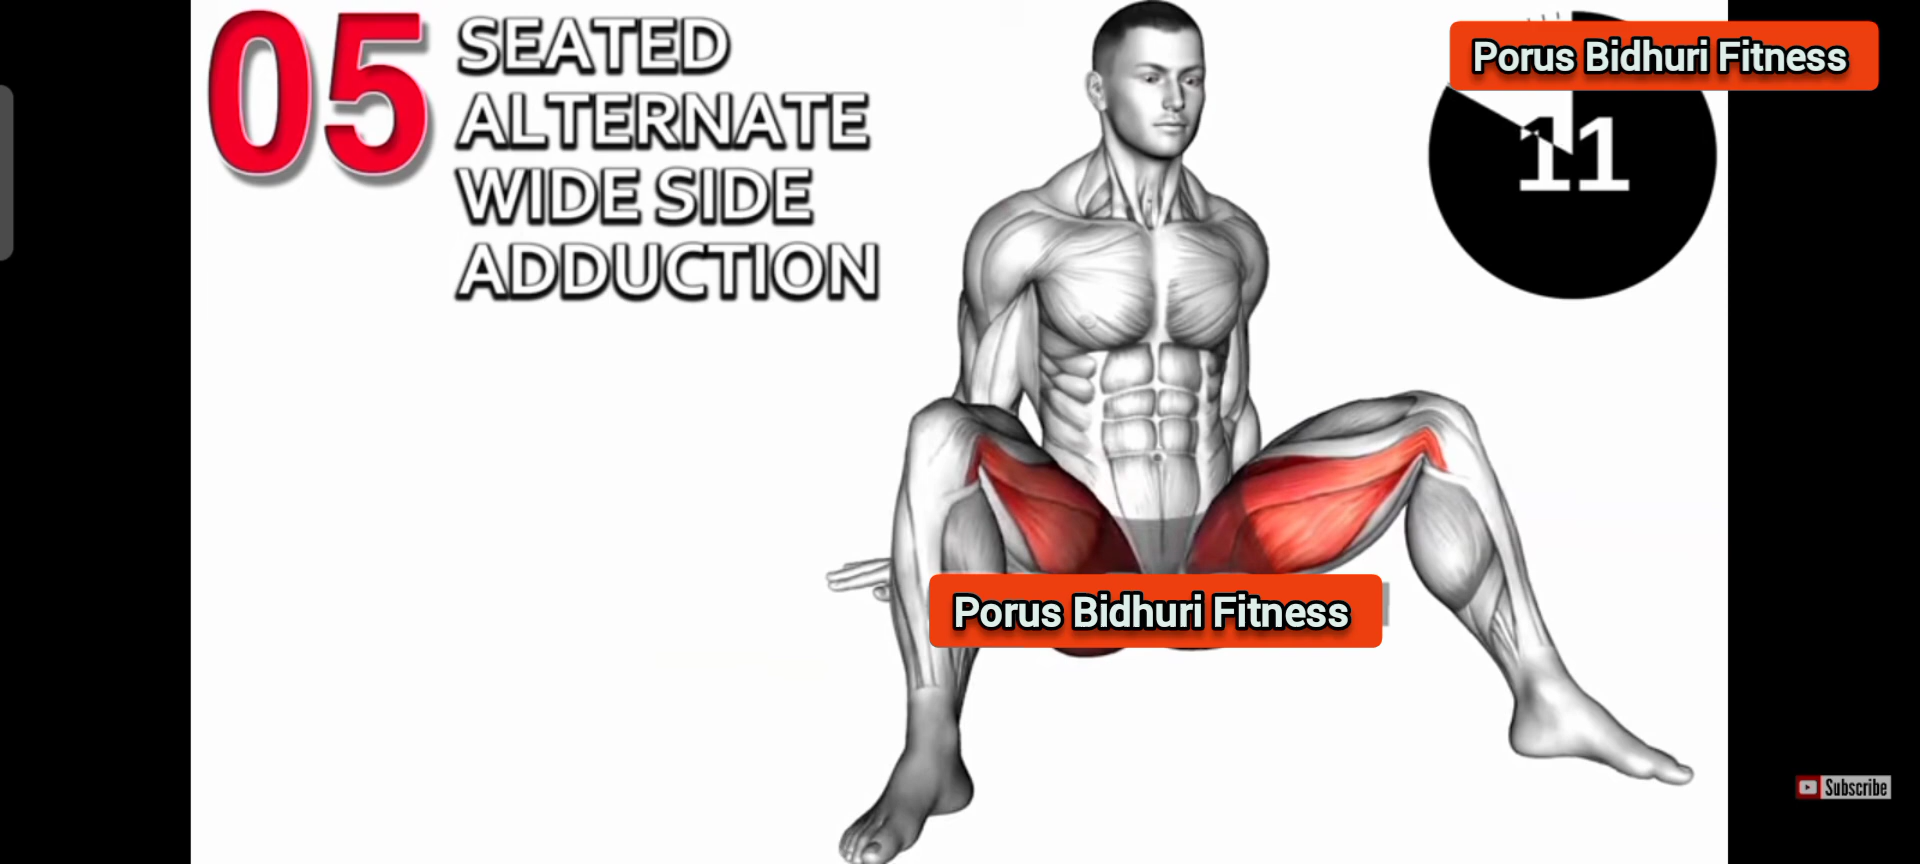 05
SEATED
ALTERNATE
WIDE SIDE
ADDUCTION
Porus Bidhuri Fitness
11
Porus Bidhuri Fitness
Subscribe